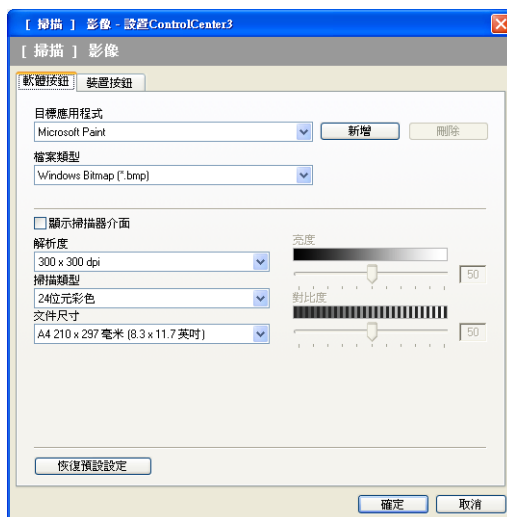 [ 掃描 ] 影像 - 設置ControlCenter3
[ 掃描 ] 影像
軟體按鈕 裝置按鈕
目標應用程式
Microsoft Paint 新增 刪除
檔案類型
Windows Bitmap (*.bmp)
顯示掃描器介面
解析度 亮度
300 x 300 dpi 50
掃描類型
24位元彩色 對比度
文件尺寸
A4 210 x 297 毫米 (8.3 x 11.7 英吋) 50
恢復預設設定
確定 取消